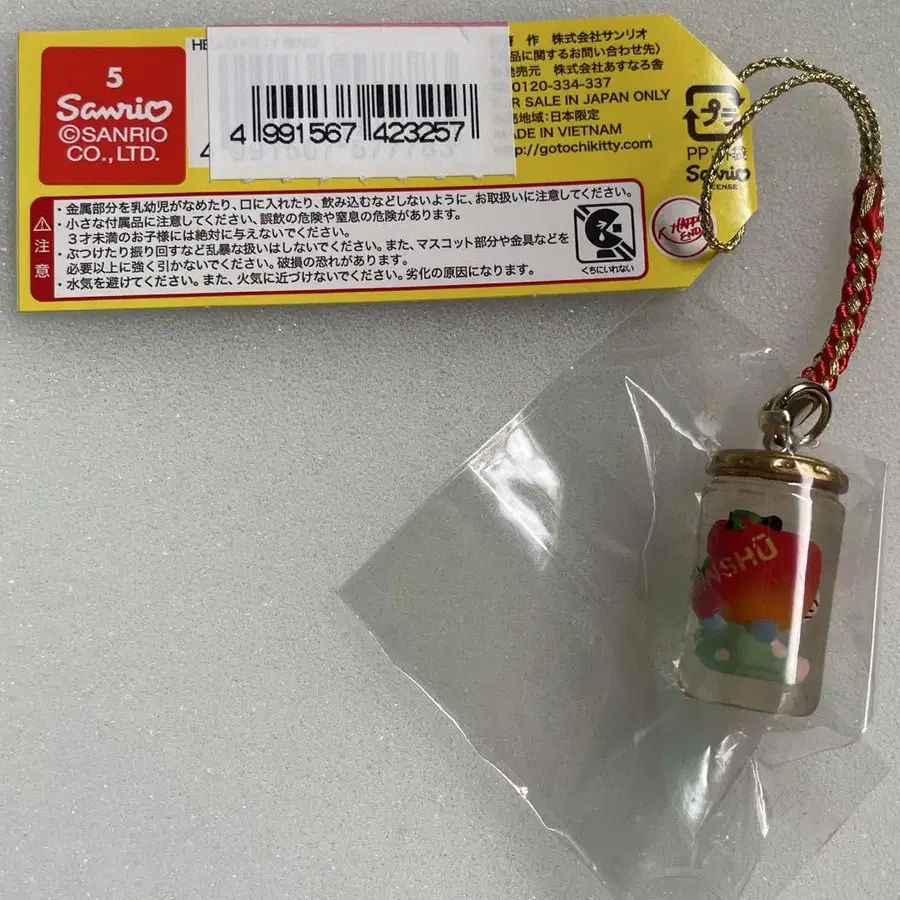 5
Sanrio
©SANRIO
CO., LTD.
HE
4 991567 423257
作 株式会社サンリオ
品に関するお問い合わせ先〉
発売元 株式会社あすなろ舎
0120-334-337
R SALE IN JAPAN ONLY
売地域:日本限定
ADE IN VIETNAM
://gotochikitty.com
プラ
PP:外袋
Sanrio
CENSE
注意
・金属部分を乳幼児がなめたり、口に入れたり、飲み込むなどしないように、お取扱いに注意してください。
・小さな付属品に注意してください、誤飲の危険や窒息の危険があります。
3才未満のお子様には絶対に与えないでください。
・ぶつけたり振り回すなど乱暴な扱いはしないでください。また、マスコット部分や金具などを
必要以上に強く引かないでください。破損の恐れがあります。
・水気を避けてください。また、火気に近づけないでください。劣化の原因になります。
くちにいれない
HAPPY
END
NSHŪ